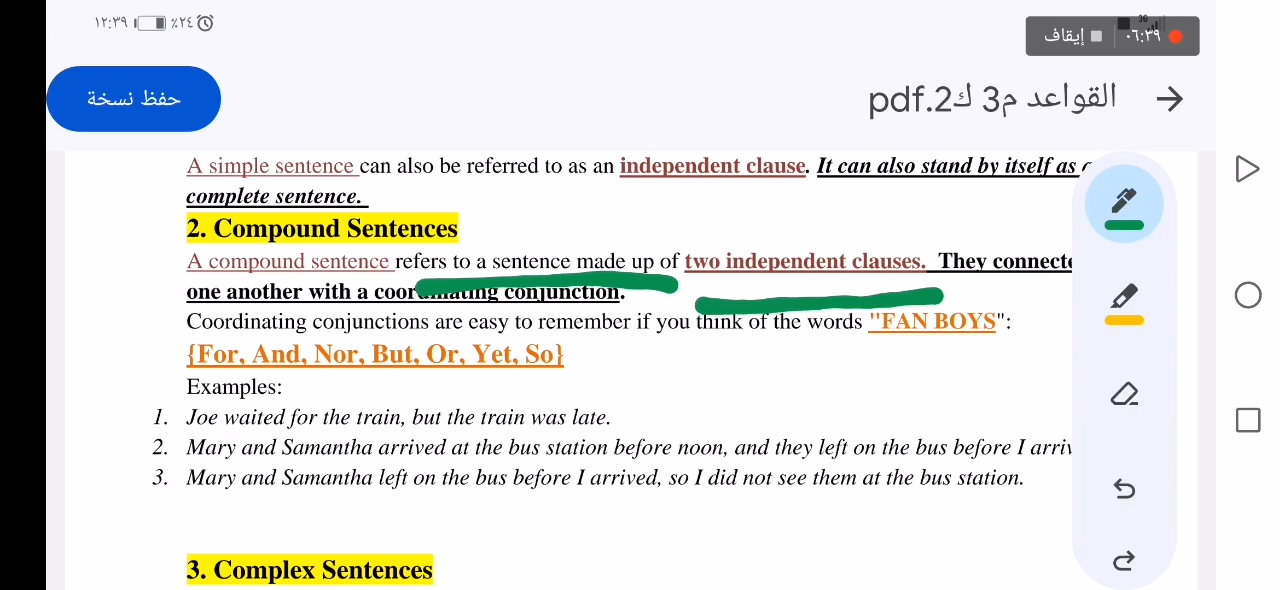 ١٢:٣٩ ٪٢٤
3G
إيقاف ٠٦:٣٩
حفظ نسخة
القواعد م3 ك2.pdf
A simple sentence can also be referred to as an independent clause. It can also stand by itself as
complete sentence.
2. Compound Sentences
A compound sentence refers to a sentence made up of two independent clauses. They connecte
one another with a coordinating conjunction.
Coordinating conjunctions are easy to remember if you think of the words "FAN BOYS":
{For, And, Nor, But, Or, Yet, So}
Examples:
1. Joe waited for the train, but the train was late.
2. Mary and Samantha arrived at the bus station before noon, and they left on the bus before I arriv
3. Mary and Samantha left on the bus before I arrived, so I did not see them at the bus station.
3. Complex Sentences